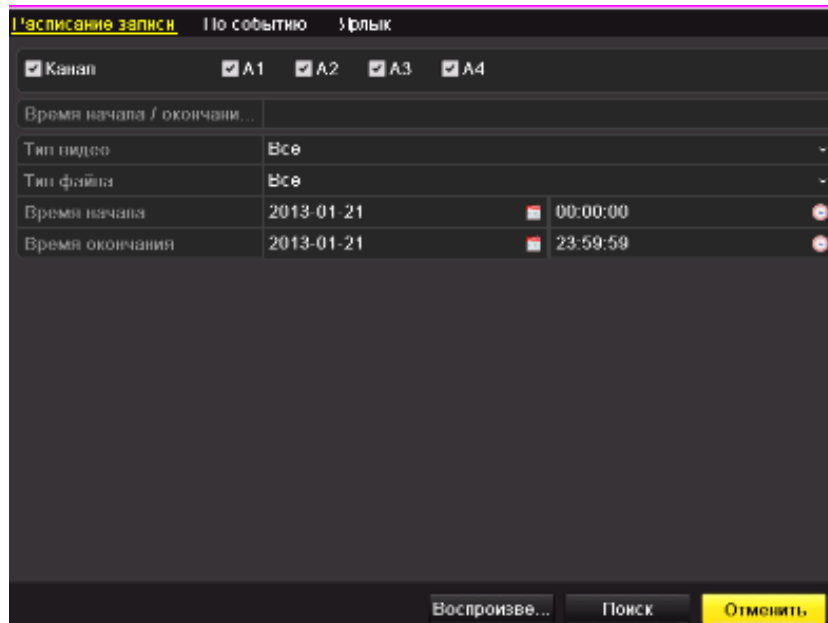 Расписание записи По событию Ярлык
Канал A1 A2 A3 A4
Время начала / окончани...
Тип видео Все
Тип файла Все
Время начала 2013-01-21 00:00:00
Время окончания 2013-01-21 23:59:59
Воспроизве... Поиск Отменить